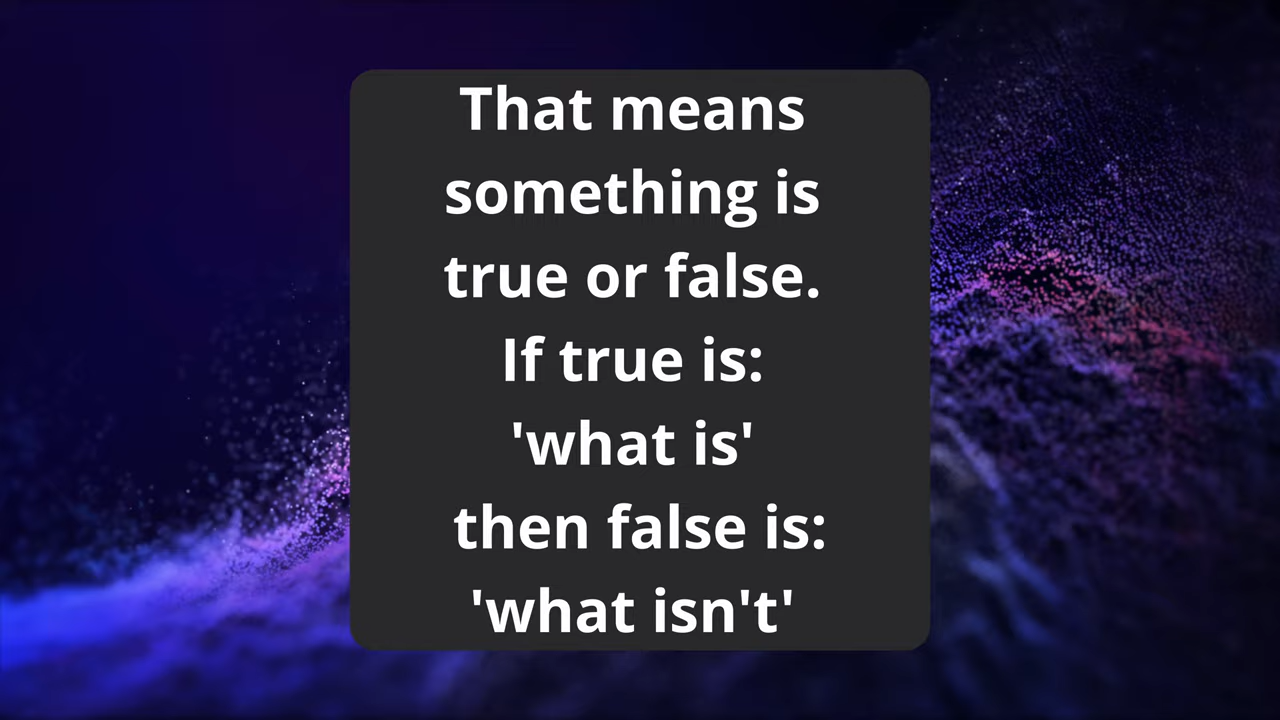 That means
something is
true or false.
If true is:
'what is'
then false is:
'what isn't'